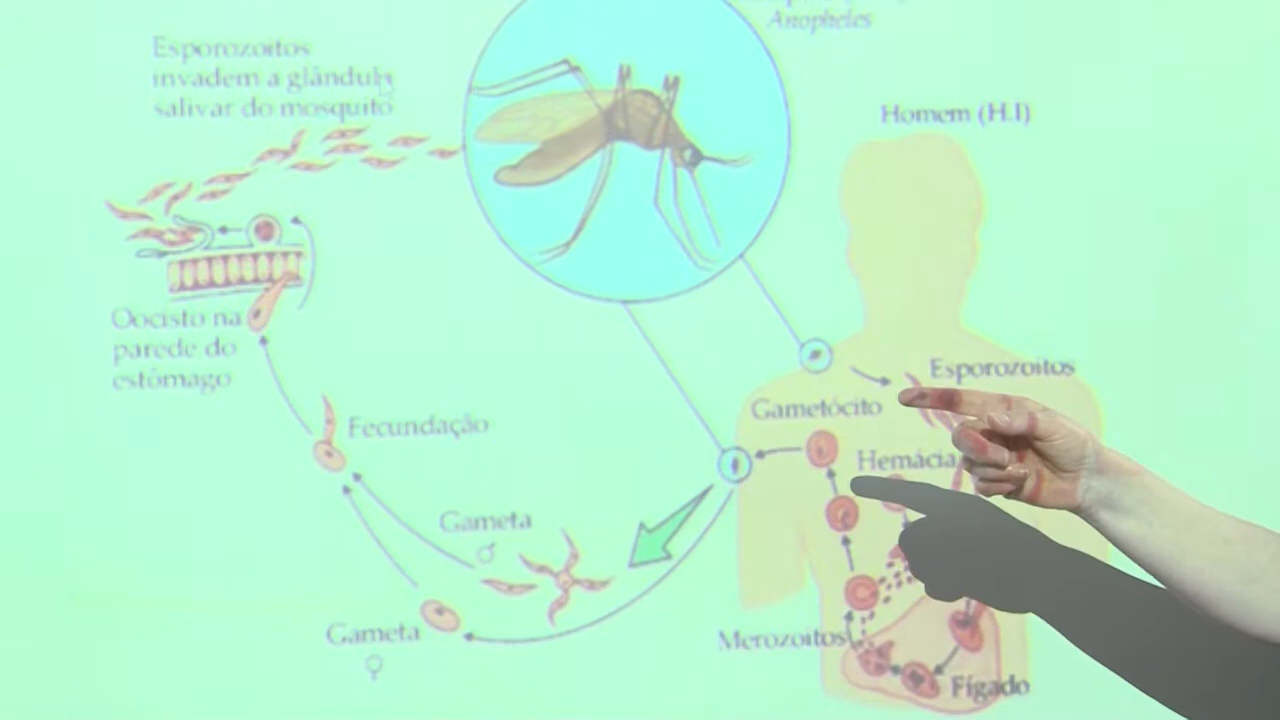 Anopheles
Esporozoitos
invadem a glândula
salivar do mosquito
Homem (H.I)
Oocisto na
parede do
estômago
Esporozoitos
Gametócito
Fecundação
Hemácia
Gameta
♂
Gameta
♀
Merozoitos
Fígado